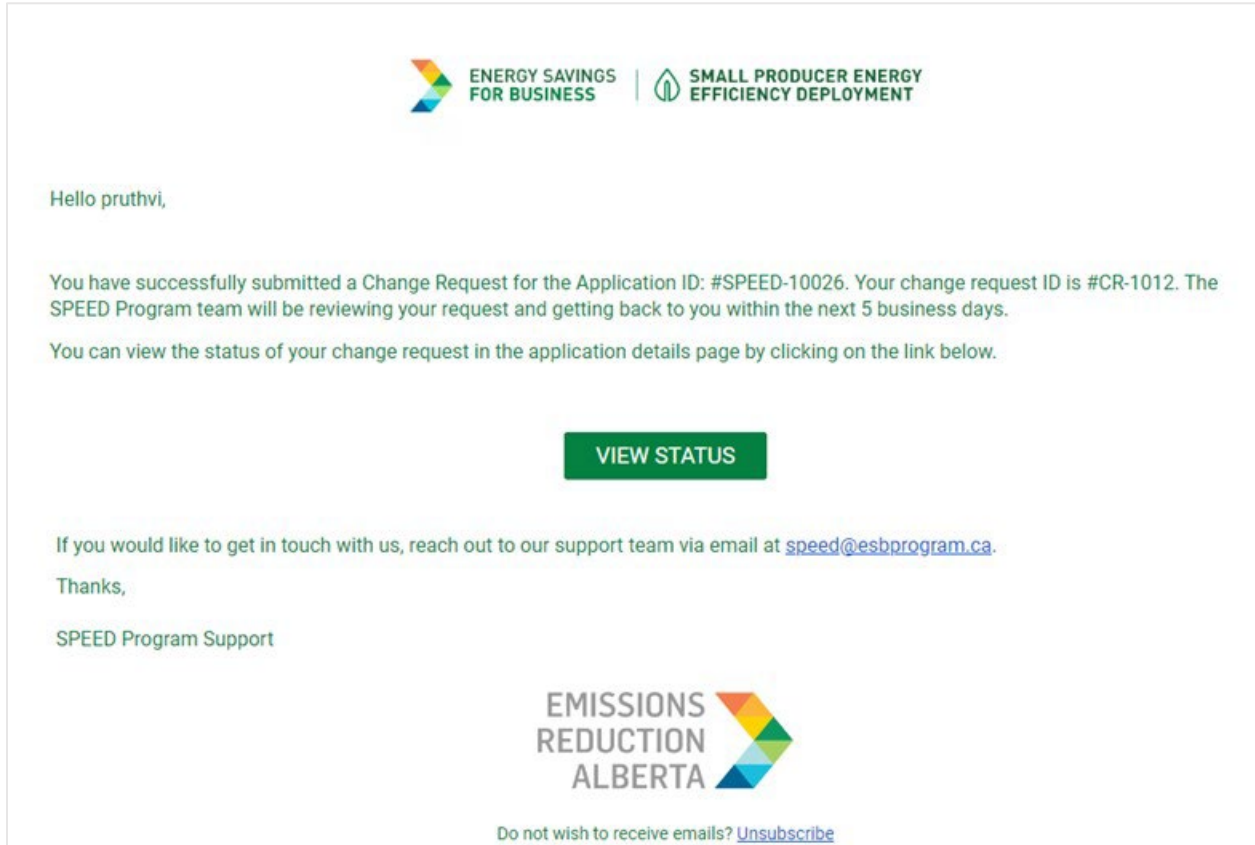 ENERGY SAVINGS
FOR BUSINESS
SMALL PRODUCER ENERGY
EFFICIENCY DEPLOYMENT
Hello pruthvi,
You have successfully submitted a Change Request for the Application ID: #SPEED-10026. Your change request ID is #CR-1012. The
SPEED Program team will be reviewing your request and getting back to you within the next 5 business days.
You can view the status of your change request in the application details page by clicking on the link below.
VIEW STATUS
If you would like to get in touch with us, reach out to our support team via email at speed@esbprogram.ca.
Thanks,
SPEED Program Support
EMISSIONS
REDUCTION
ALBERTA
Do not wish to receive emails? Unsubscribe